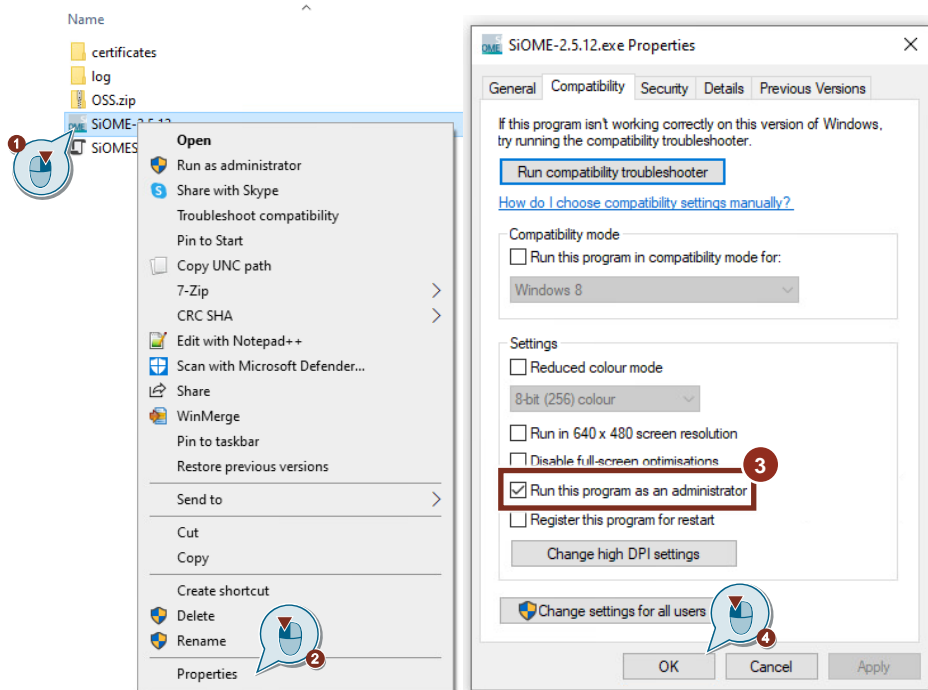 Name
certificates
log
OSS.zip
SiOME-2.5.12
1
SiOMES
Open
Run as administrator
Share with Skype
Troubleshoot compatibility
Pin to Start
Copy UNC path
7-Zip
CRC SHA
Edit with Notepad++
Scan with Microsoft Defender...
Share
WinMerge
Pin to taskbar
Restore previous versions
Send to
Cut
Copy
Create shortcut
Delete
Rename
2
Properties
SiOME-2.5.12.exe Properties
General Compatibility Security Details Previous Versions
If this program isn't working correctly on this version of Windows,
try running the compatibility troubleshooter.
Run compatibility troubleshooter
How do I choose compatibility settings manually?
Compatibility mode
Run this program in compatibility mode for:
Windows 8
Settings
Reduced colour mode
8-bit (256) colour
Run in 640 x 480 screen resolution
Disable full-screen optimisations
3
Run this program as an administrator
Register this program for restart
Change high DPI settings
Change settings for all users
4
OK Cancel Apply